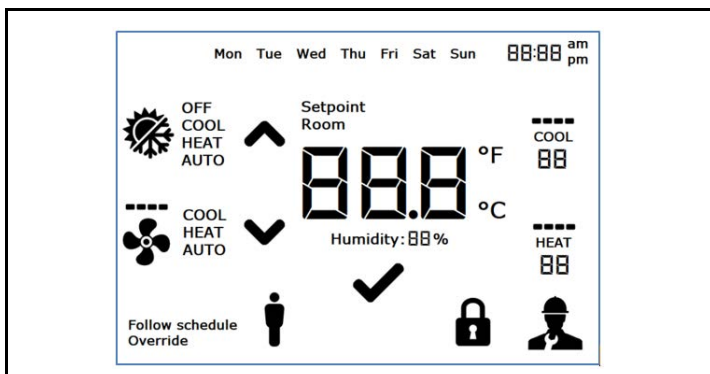 Mon Tue Wed Thu Fri Sat Sun 88:88 am
pm
OFF
COOL
HEAT
AUTO
Setpoint
Room
88.8 °F
°C
COOL
88
COOL
HEAT
AUTO
Humidity: 88%
HEAT
88
Follow schedule
Override